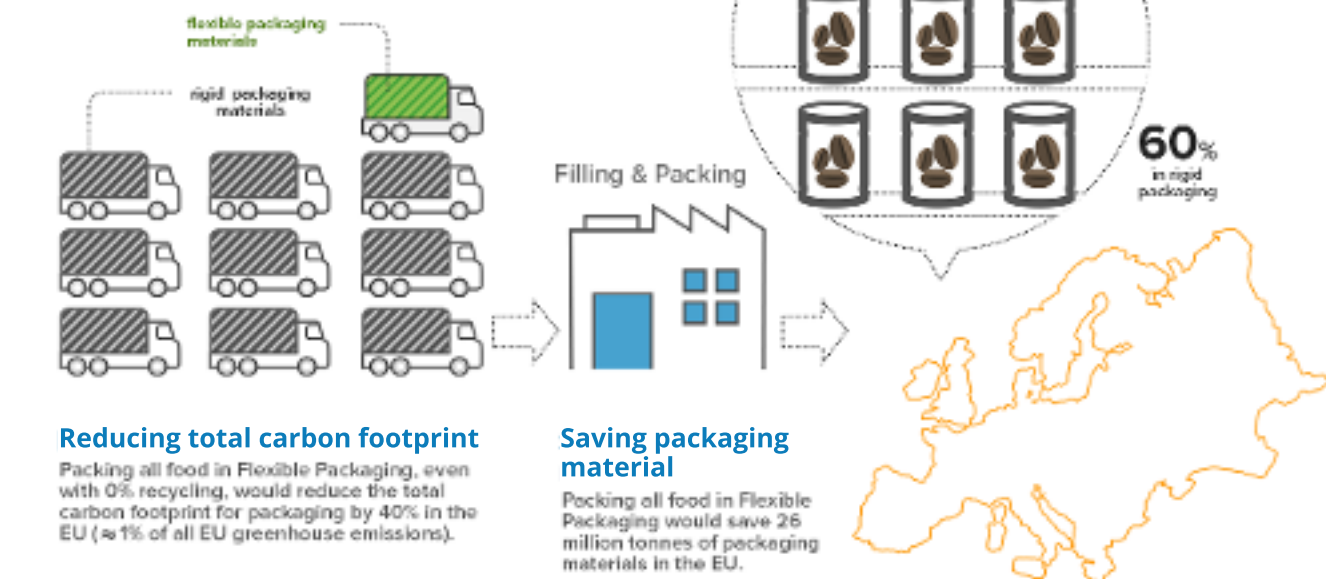 flexible packaging
materials
rigid packaging
materials
Filling & Packing
60%
in rigid
packaging
Reducing total carbon footprint
Packing all food in Flexible Packaging, even
with 0% recycling, would reduce the total
carbon footprint for packaging by 40% in the
EU (≈ 1% of all EU greenhouse emissions).
Saving packaging
material
Packing all food in Flexible
Packaging would save 26
million tonnes of packaging
materials in the EU.